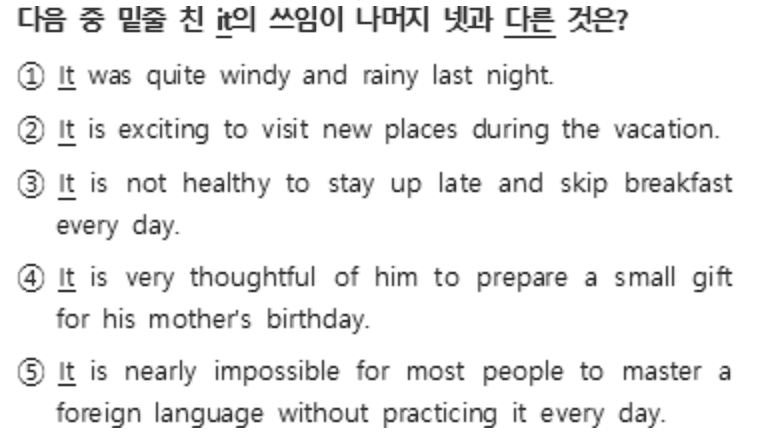 다음 중 밑줄 친 it의 쓰임이 나머지 넷과 다른 것은?
① It was quite windy and rainy last night.
② It is exciting to visit new places during the vacation.
③ It is not healthy to stay up late and skip breakfast
every day.
④ It is very thoughtful of him to prepare a small gift
for his mother's birthday.
⑤ It is nearly impossible for most people to master a
foreign language without practicing it every day.